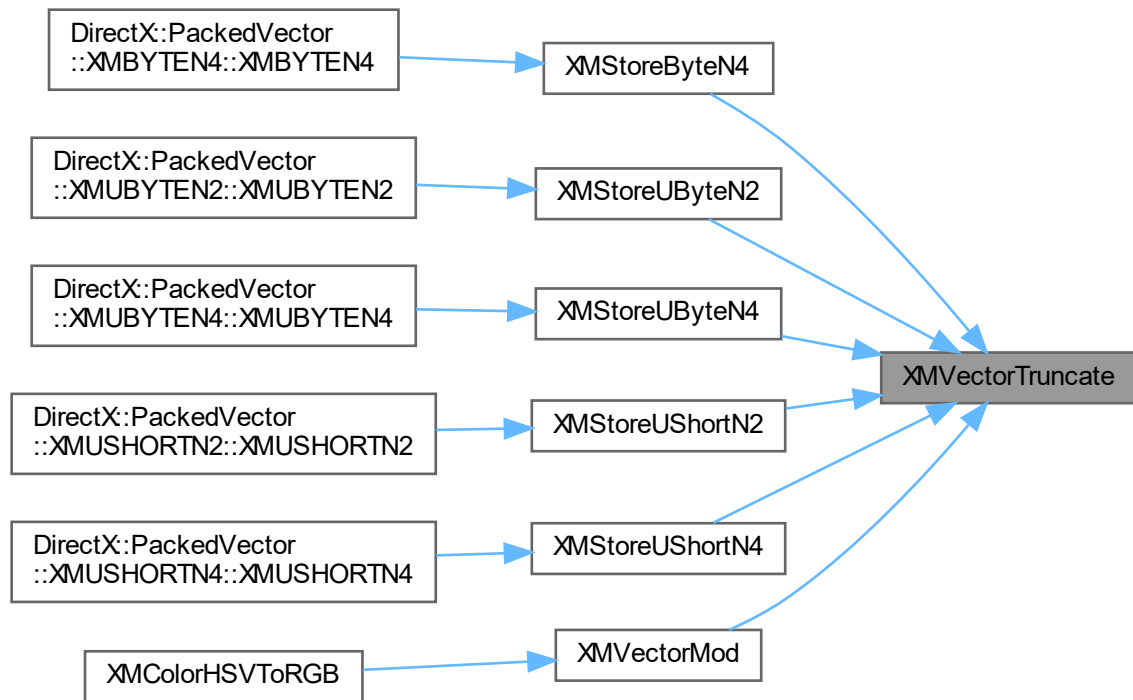 DirectX::PackedVector
::XMBYTEN4::XMBYTEN4
XMStoreByteN4
DirectX::PackedVector
::XMUBYTEN2::XMUBYTEN2
XMStoreUByteN2
DirectX::PackedVector
::XMUBYTEN4::XMUBYTEN4
XMStoreUByteN4
XMVectorTruncate
DirectX::PackedVector
::XMUSHORTN2::XMUSHORTN2
XMStoreUShortN2
DirectX::PackedVector
::XMUSHORTN4::XMUSHORTN4
XMStoreUShortN4
XMColorHSVToRGB
XMVectorMod